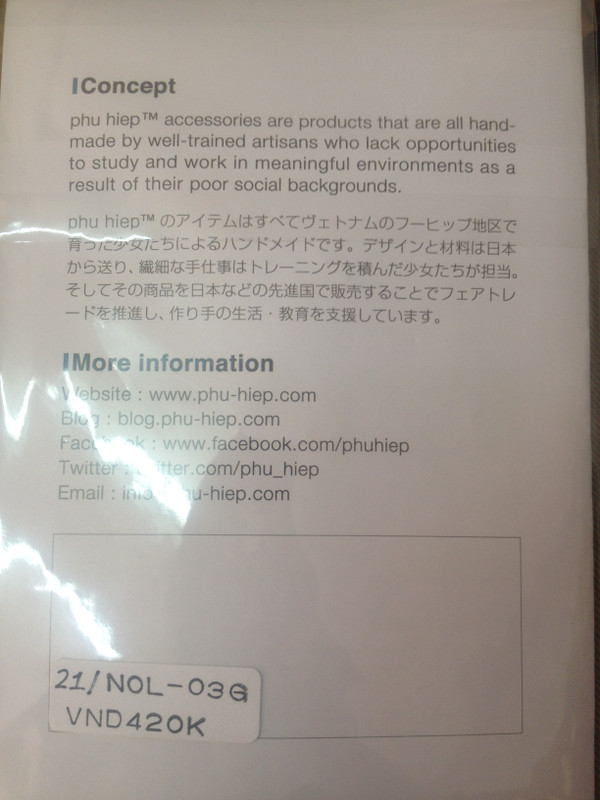 Concept
phu hiep™ accessories are products that are all hand-
made by well-trained artisans who lack opportunities
to study and work in meaningful environments as a
result of their poor social backgrounds.
phu hiep™ のアイテムはすべてヴェトナムのフーヒップ地区で
育った少女たちによるハンドメイドです。デザインと材料は日本
から送り、繊細な手仕事はトレーニングを積んだ少女たちが担当。
そしてその商品を日本などの先進国で販売することでフェアトレ
ードを推進し、作り手の生活・教育を支援しています。
More information
Website : www.phu-hiep.com
Blog : blog.phu-hiep.com
Facebook : www.facebook.com/phuhiep
Twitter : twitter.com/phu_hiep
Email :
21/NOL-03G
VND420K